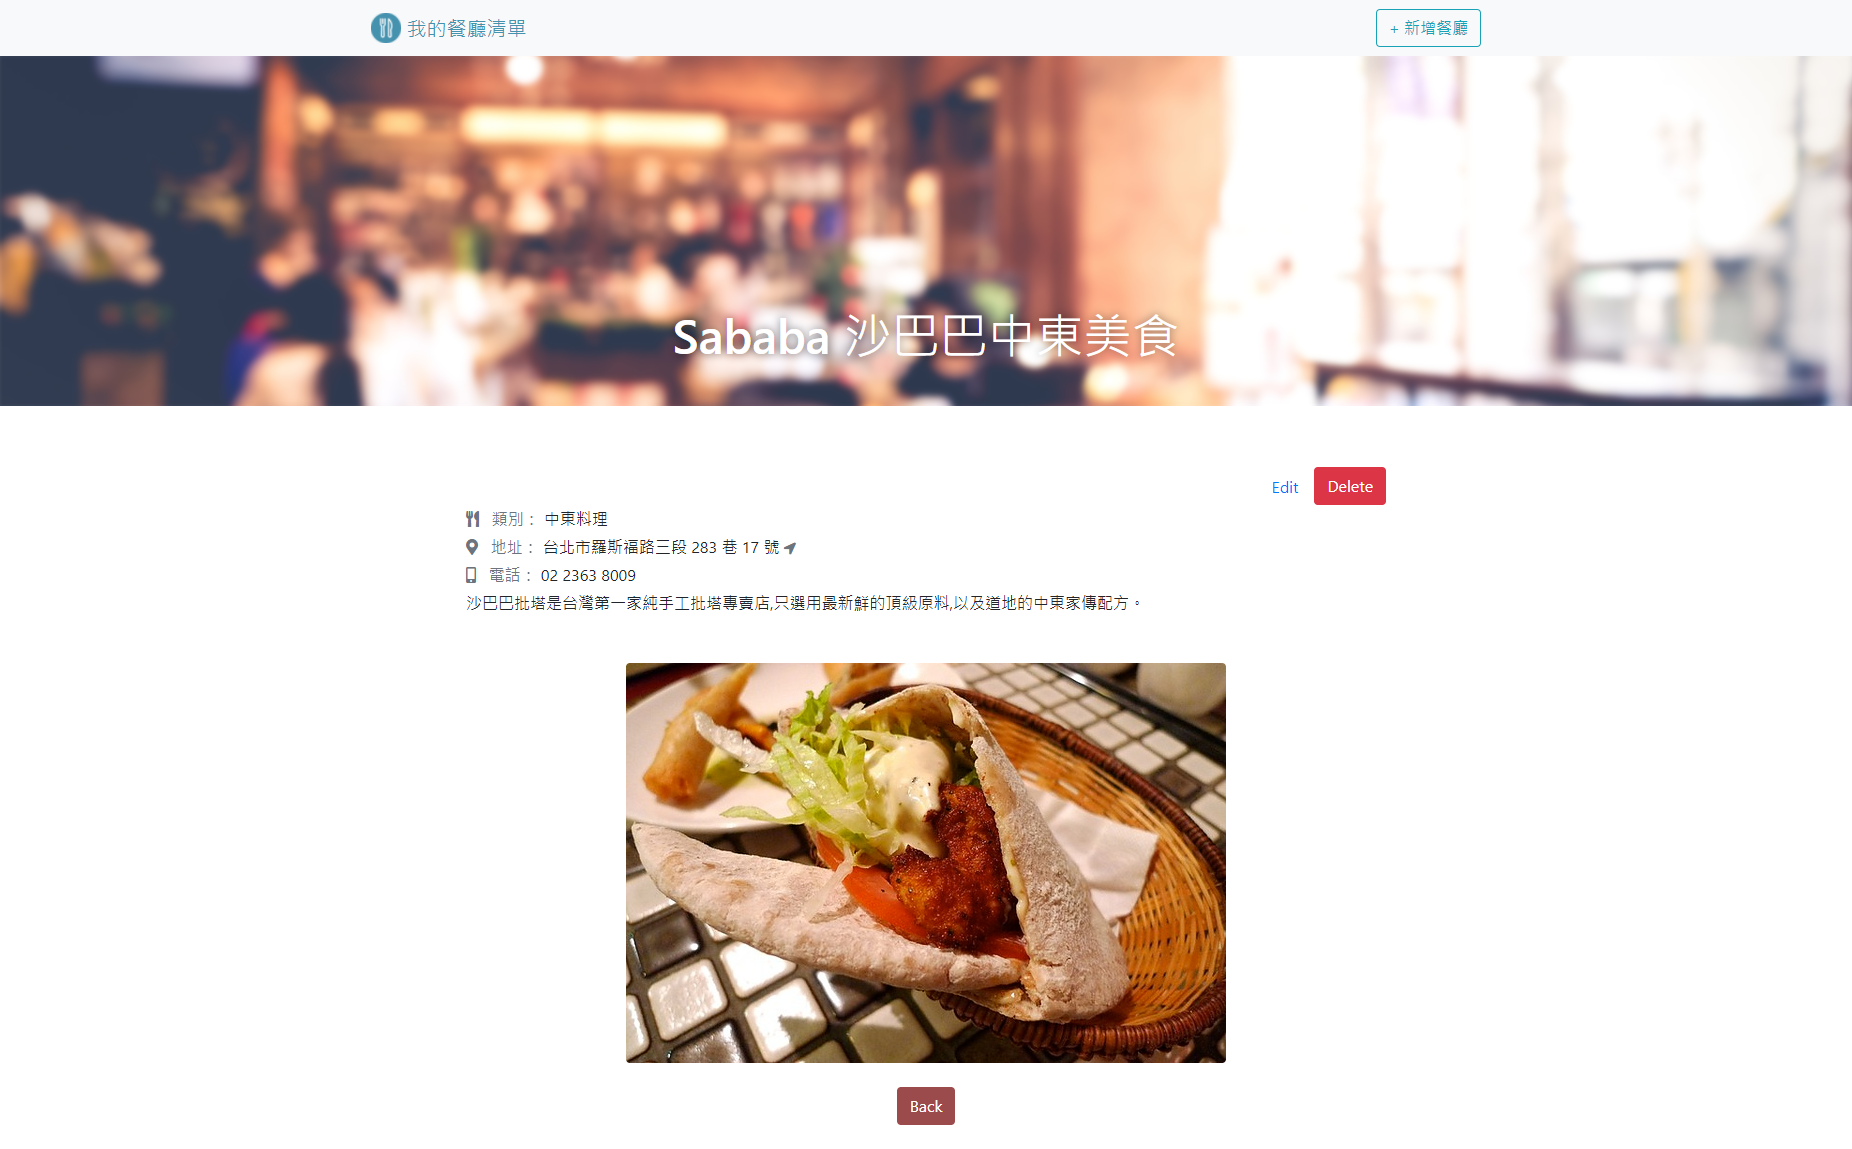 我的餐廳清單
+ 新增餐廳
Sababa 沙巴巴中東美食
Edit
Delete
類別： 中東料理
地址： 台北市羅斯福路三段 283 巷 17 號
電話： 02 2363 8009
沙巴巴批塔是台灣第一家純手工批塔專賣店,只選用最新鮮的頂級原料,以及道地的中東家傳配方。
Back